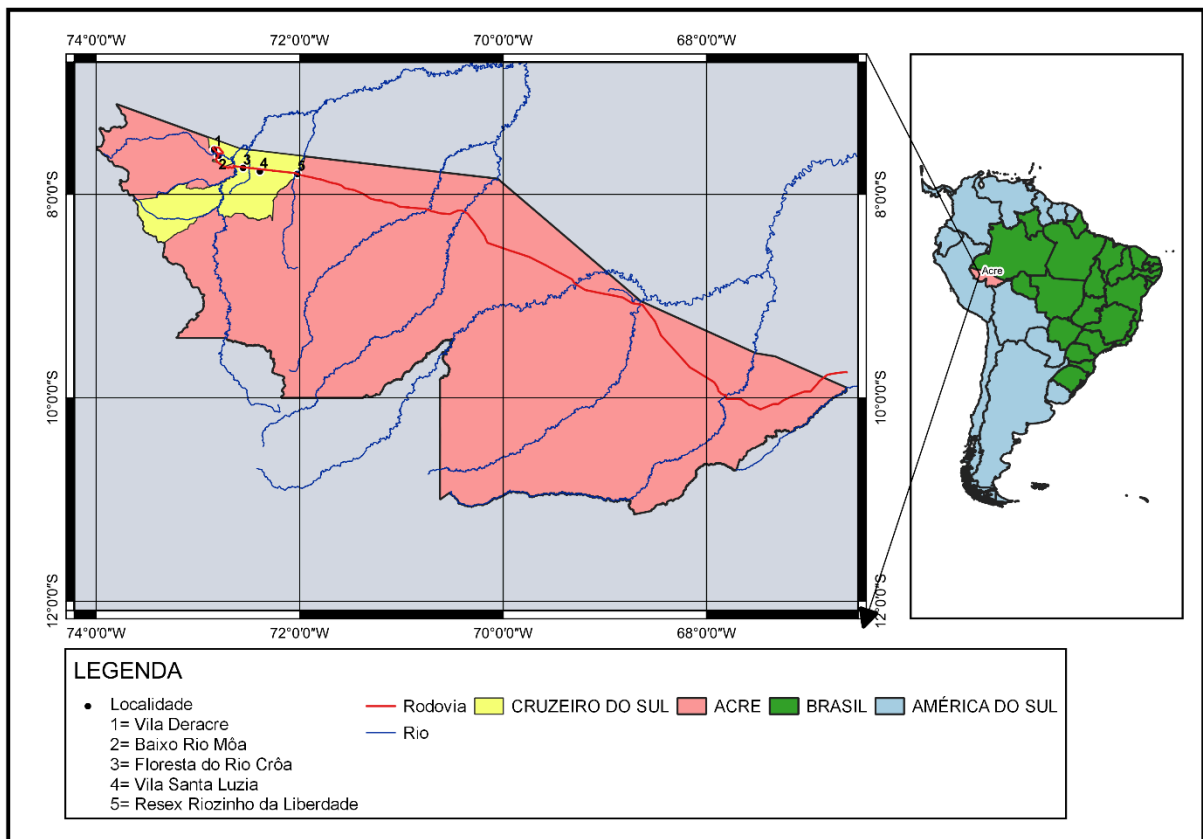 74°0'0"W 72°0'0"W 70°0'0"W 68°0'0"W
1
2
3
4
5
8°0'0"S
8°0'0"S
10°0'0"S
10°0'0"S
12°0'0"S
12°0'0"S
74°0'0"W 72°0'0"W 70°0'0"W 68°0'0"W
Acre
LEGENDA
Localidade
1= Vila Deracre
2= Baixo Rio Môa
3= Floresta do Rio Crôa
4= Vila Santa Luzia
5= Resex Riozinho da Liberdade
Rodovia CRUZEIRO DO SUL ACRE BRASIL AMÉRICA DO SUL
Rio